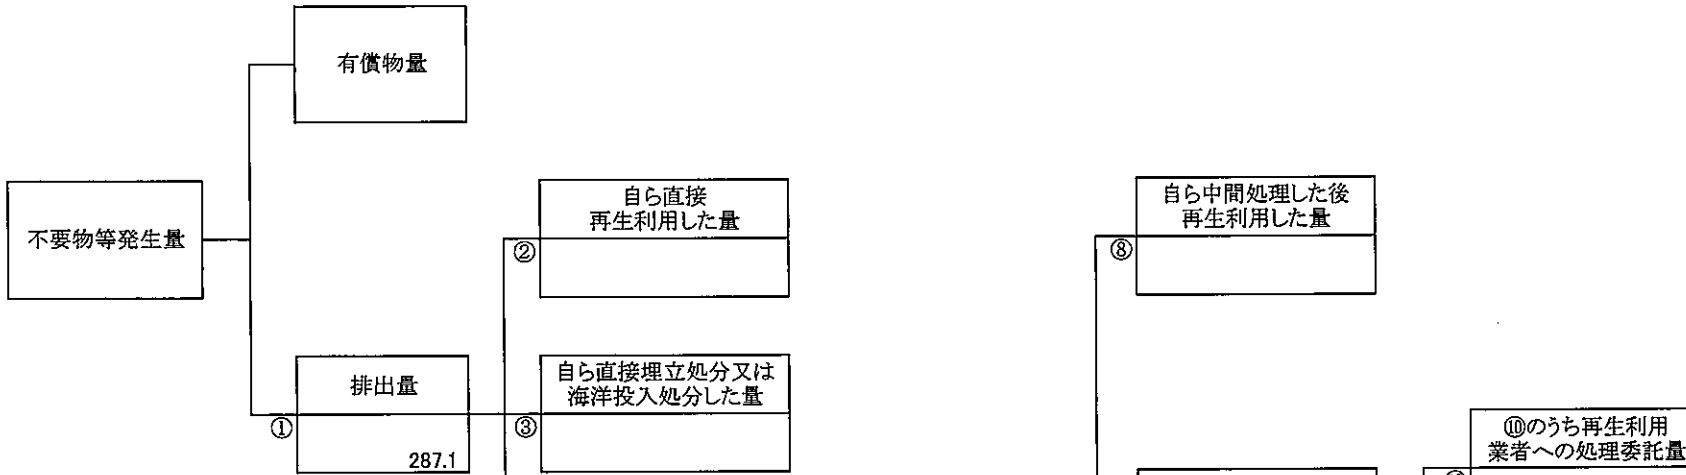 有償物量
不要物等発生量
自ら直接
再生利用した量
②
自ら中間処理した後
再生利用した量
⑧
排出量
①
287.1
自ら直接埋立処分又は
海洋投入処分した量
③
⑩のうち再生利用
業者への処理委託量